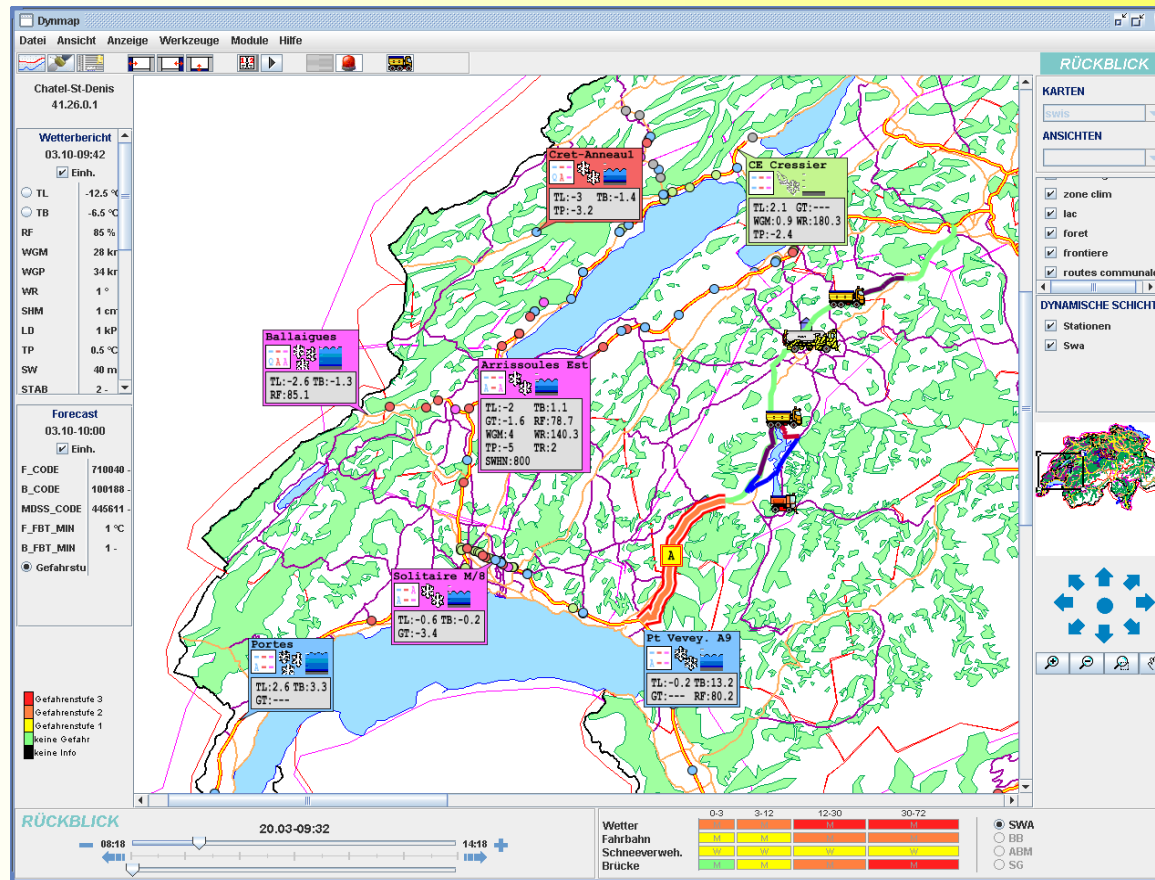 Dynmap
Datei Ansicht Anzeige Werkzeuge Module Hilfe
RÜCKBLICK
Chatel-St-Denis
41.26.0.1
Wetterbericht
03.10-09:42
Einh.
TL -12.5 °C
TB -6.5 °C
RF 85 %
WGM 28 kr
WGP 34 kr
WR 1 °
SHM 1 cm
LD 1 kP
TP 0.5 °C
SW 40 m
STAB 2 -
Forecast
03.10-10:00
Einh.
F_CODE 710040 -
B_CODE 100188 -
MDSS_CODE 445611 -
F_FBT_MIN 1 °C
B_FBT_MIN 1 -
Gefahrstu
Gefahrenstufe 3
Gefahrenstufe 2
Gefahrenstufe 1
keine Gefahr
keine Info
Cret-Anneau1
TL:-3 TB:-1.4
TP:-3.2
CE Cressier
TL:2.1 GT:---
WGM:0.9 WR:180.3
TP:-2.4
Ballaigues
TL:-2.6 TB:-1.3
RF:85.1
Arrissoules Est
TL:-2 TB:1.1
GT:-1.6 RF:78.7
WGM:4 WR:140.3
TP:-5 TR:2
SWHN:800
A
Solitaire M/8
TL:-0.6 TB:-0.2
GT:-3.4
Portes
TL:2.6 TB:3.3
GT:---
Pt Vevey. A9
TL:-0.2 TB:13.2
GT:--- RF:80.2
KARTEN
swis
ANSICHTEN
zone clim
lac
foret
frontiere
routes communale
DYNAMISCHE SCHICHT
Stationen
Swa
RÜCKBLICK
20.03-09:32
08:18 14:18
0-3 3-12 12-30 30-72
Wetter M M M M
Fahrbahn M M M M
Schneeverweh. W W W W
Brücke M M M M
SWA
BB
ABM
SG